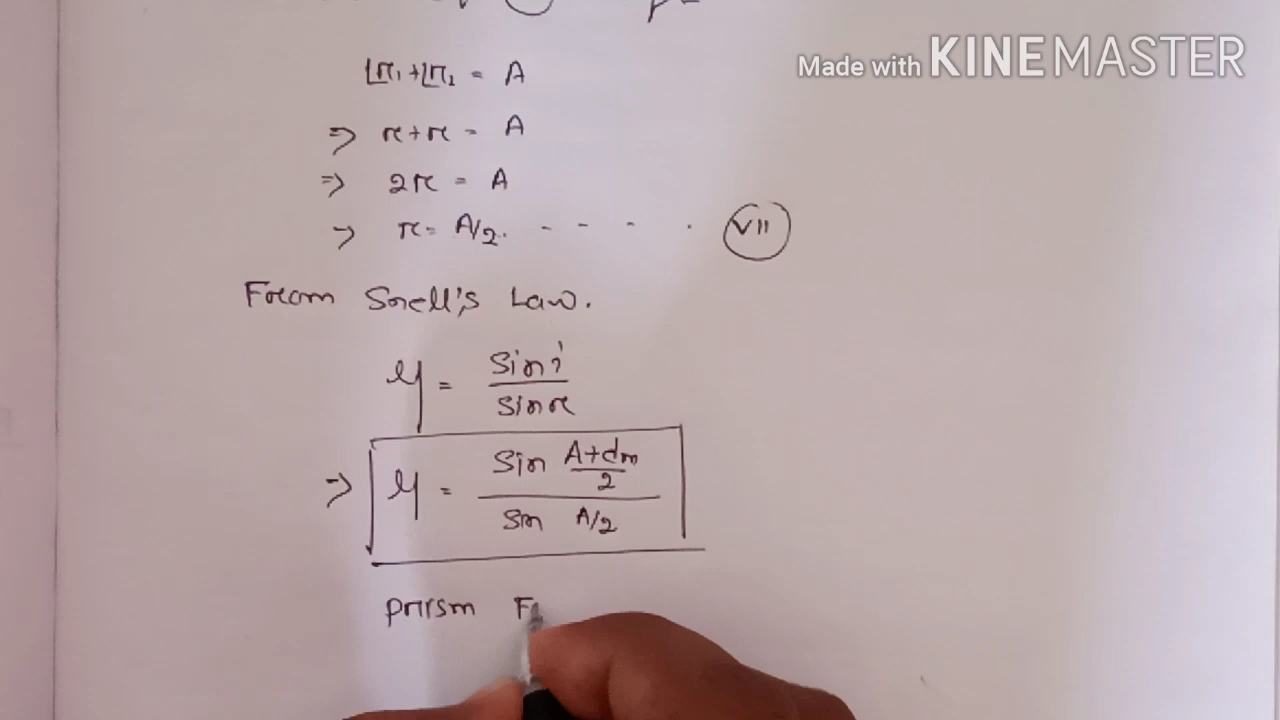 Made with KINEMASTER
∠r₁ + ∠r₂ = A
⇒ r + r = A
⇒ 2r = A
⇒ r = A/2. - - - . VII
From Snell's Law.
μ = sin i / sin r
⇒ μ = Sin (A+dm)/2 / Sin A/2
prism F